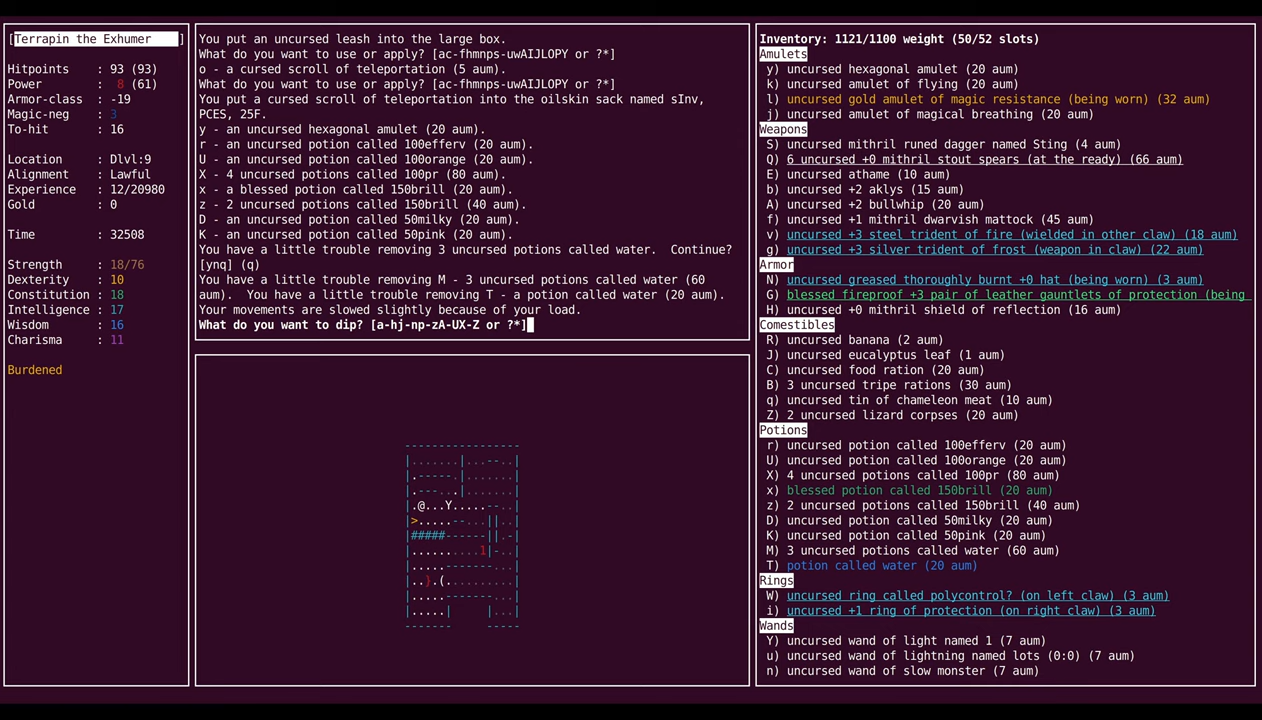 [Terrapin the Exhumer ]
Hitpoints : 93 (93)
Power : 8 (61)
Armor-class : -19
Magic-neg : 3
To-hit : 16
Location : Dlvl:9
Alignment : Lawful
Experience : 12/20980
Gold : 0
Time : 32508
Strength : 18/76
Dexterity : 10
Constitution : 18
Intelligence : 17
Wisdom : 16
Charisma : 11
Burdened
You put an uncursed leash into the large box.
What do you want to use or apply? [ac-fhmnps-uwAIJLOPY or ?*]
o - a cursed scroll of teleportation (5 aum).
What do you want to use or apply? [ac-fhmnps-uwAIJLOPY or ?*]
You put a cursed scroll of teleportation into the oilskin sack named sInv,
PCES, 25F.
y - an uncursed hexagonal amulet (20 aum).
r - an uncursed potion called 100efferv (20 aum).
U - an uncursed potion called 100orange (20 aum).
X - 4 uncursed potions called 100pr (80 aum).
x - a blessed potion called 150brill (20 aum).
z - 2 uncursed potions called 150brill (40 aum).
D - an uncursed potion called 50milky (20 aum).
K - an uncursed potion called 50pink (20 aum).
You have a little trouble removing 3 uncursed potions called water.  Continue?
[ynq] (q)
You have a little trouble removing M - 3 uncursed potions called water (60
aum).  You have a little trouble removing T - a potion called water (20 aum).
Your movements are slowed slightly because of your load.
What do you want to dip? [a-hj-np-zA-UX-Z or ?*]
-----------------
|.......|...--..|
|.-----.|.......|
|.---...|.......|
|.@...Y.....--..|
|>.....--...||..|
|#####------||.-|
|..........1|-..|
|.....-------...|
|..).(..........|
|.....-------...|
|.....|    |...|
-------     -----
Inventory: 1121/1100 weight (50/52 slots)
Amulets
y) uncursed hexagonal amulet (20 aum)
k) uncursed amulet of flying (20 aum)
l) uncursed gold amulet of magic resistance (being worn) (32 aum)
j) uncursed amulet of magical breathing (20 aum)
Weapons
S) uncursed mithril runed dagger named Sting (4 aum)
Q) 6 uncursed +0 mithril stout spears (at the ready) (66 aum)
E) uncursed athame (10 aum)
b) uncursed +2 aklys (15 aum)
A) uncursed +2 bullwhip (20 aum)
f) uncursed +1 mithril dwarvish mattock (45 aum)
v) uncursed +3 steel trident of fire (wielded in other claw) (18 aum)
g) uncursed +3 silver trident of frost (weapon in claw) (22 aum)
Armor
N) uncursed greased thoroughly burnt +0 hat (being worn) (3 aum)
G) blessed fireproof +3 pair of leather gauntlets of protection (being
H) uncursed +0 mithril shield of reflection (16 aum)
Comestibles
R) uncursed banana (2 aum)
J) uncursed eucalyptus leaf (1 aum)
C) uncursed food ration (20 aum)
B) 3 uncursed tripe rations (30 aum)
q) uncursed tin of chameleon meat (10 aum)
Z) 2 uncursed lizard corpses (20 aum)
Potions
r) uncursed potion called 100efferv (20 aum)
U) uncursed potion called 100orange (20 aum)
X) 4 uncursed potions called 100pr (80 aum)
x) blessed potion called 150brill (20 aum)
z) 2 uncursed potions called 150brill (40 aum)
D) uncursed potion called 50milky (20 aum)
K) uncursed potion called 50pink (20 aum)
M) 3 uncursed potions called water (60 aum)
T) potion called water (20 aum)
Rings
W) uncursed ring called polycontrol? (on left claw) (3 aum)
i) uncursed +1 ring of protection (on right claw) (3 aum)
Wands
Y) uncursed wand of light named 1 (7 aum)
u) uncursed wand of lightning named lots (0:0) (7 aum)
n) uncursed wand of slow monster (7 aum)